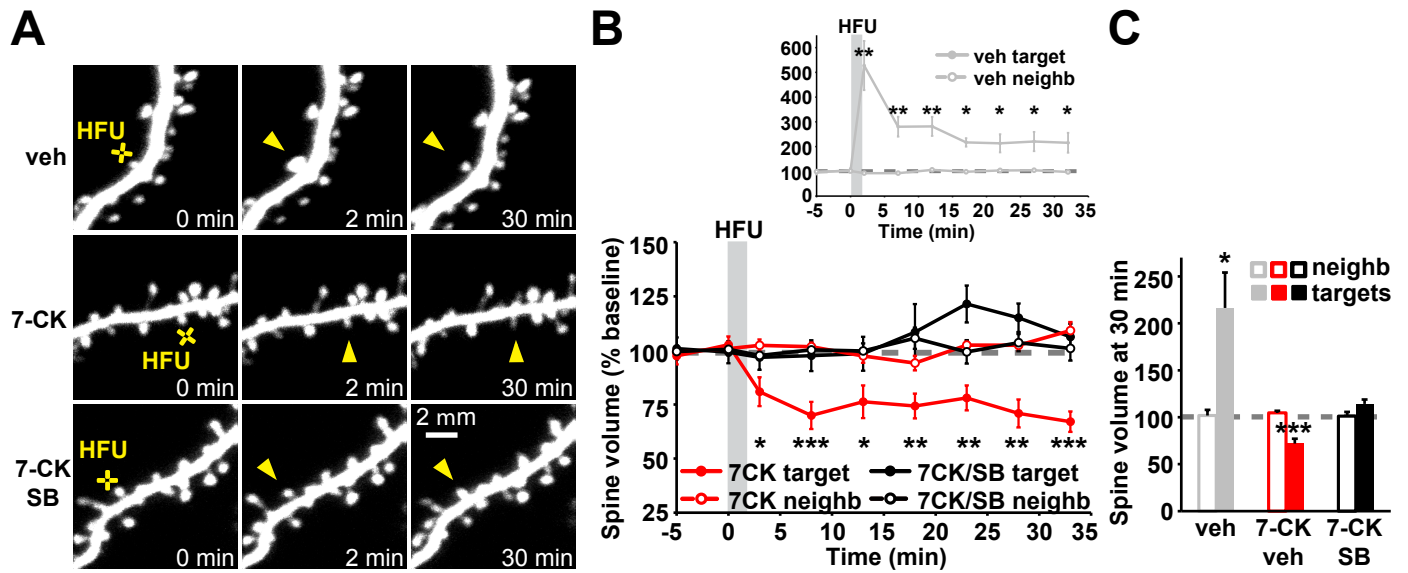 A
veh
HFU
0 min
2 min
30 min
7-CK
HFU
0 min
2 min
30 min
7-CK
SB
HFU
0 min
2 min
2 mm
30 min
B
HFU
veh target
veh neighb
600
500
400
300
200
100
0
** ** ** * * * *
-5 0 5 10 15 20 25 30 35
Time (min)
HFU
Spine volume (% baseline)
150
125
100
75
50
25
* *** * ** ** ** ***
7CK target 7CK/SB target
7CK neighb 7CK/SB neighb
-5 0 5 10 15 20 25 30 35
Time (min)
C
Spine volume at 30 min
neighb
targets
250
200
150
100
50
0
*
***
veh 7-CK 7-CK
veh SB